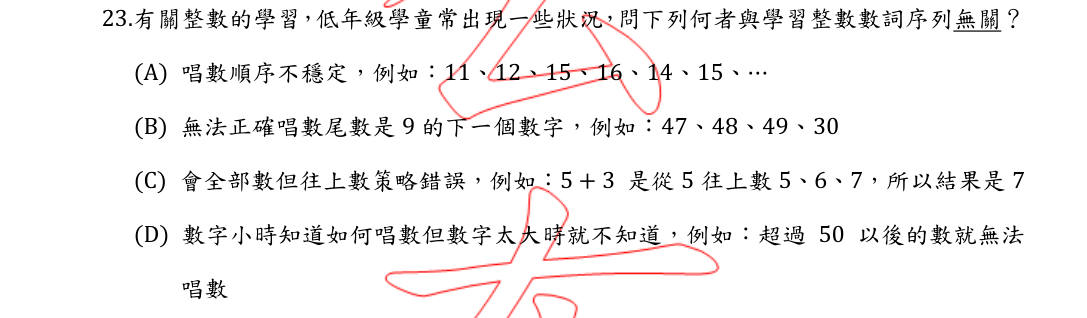 23.有關整數的學習，低年級學童常出現一些狀況，問下列何者與學習整數數詞序列無關？
(A) 唱數順序不穩定，例如：11、12、15、16、14、15、…
(B) 無法正確唱數尾數是 9 的下一個數字，例如：47、48、49、30
(C) 會全部數但往上數策略錯誤，例如：5 + 3 是從 5 往上數 5、6、7，所以結果是 7
(D) 數字小時知道如何唱數但數字太大時就不知道，例如：超過 50 以後的數就無法
唱數